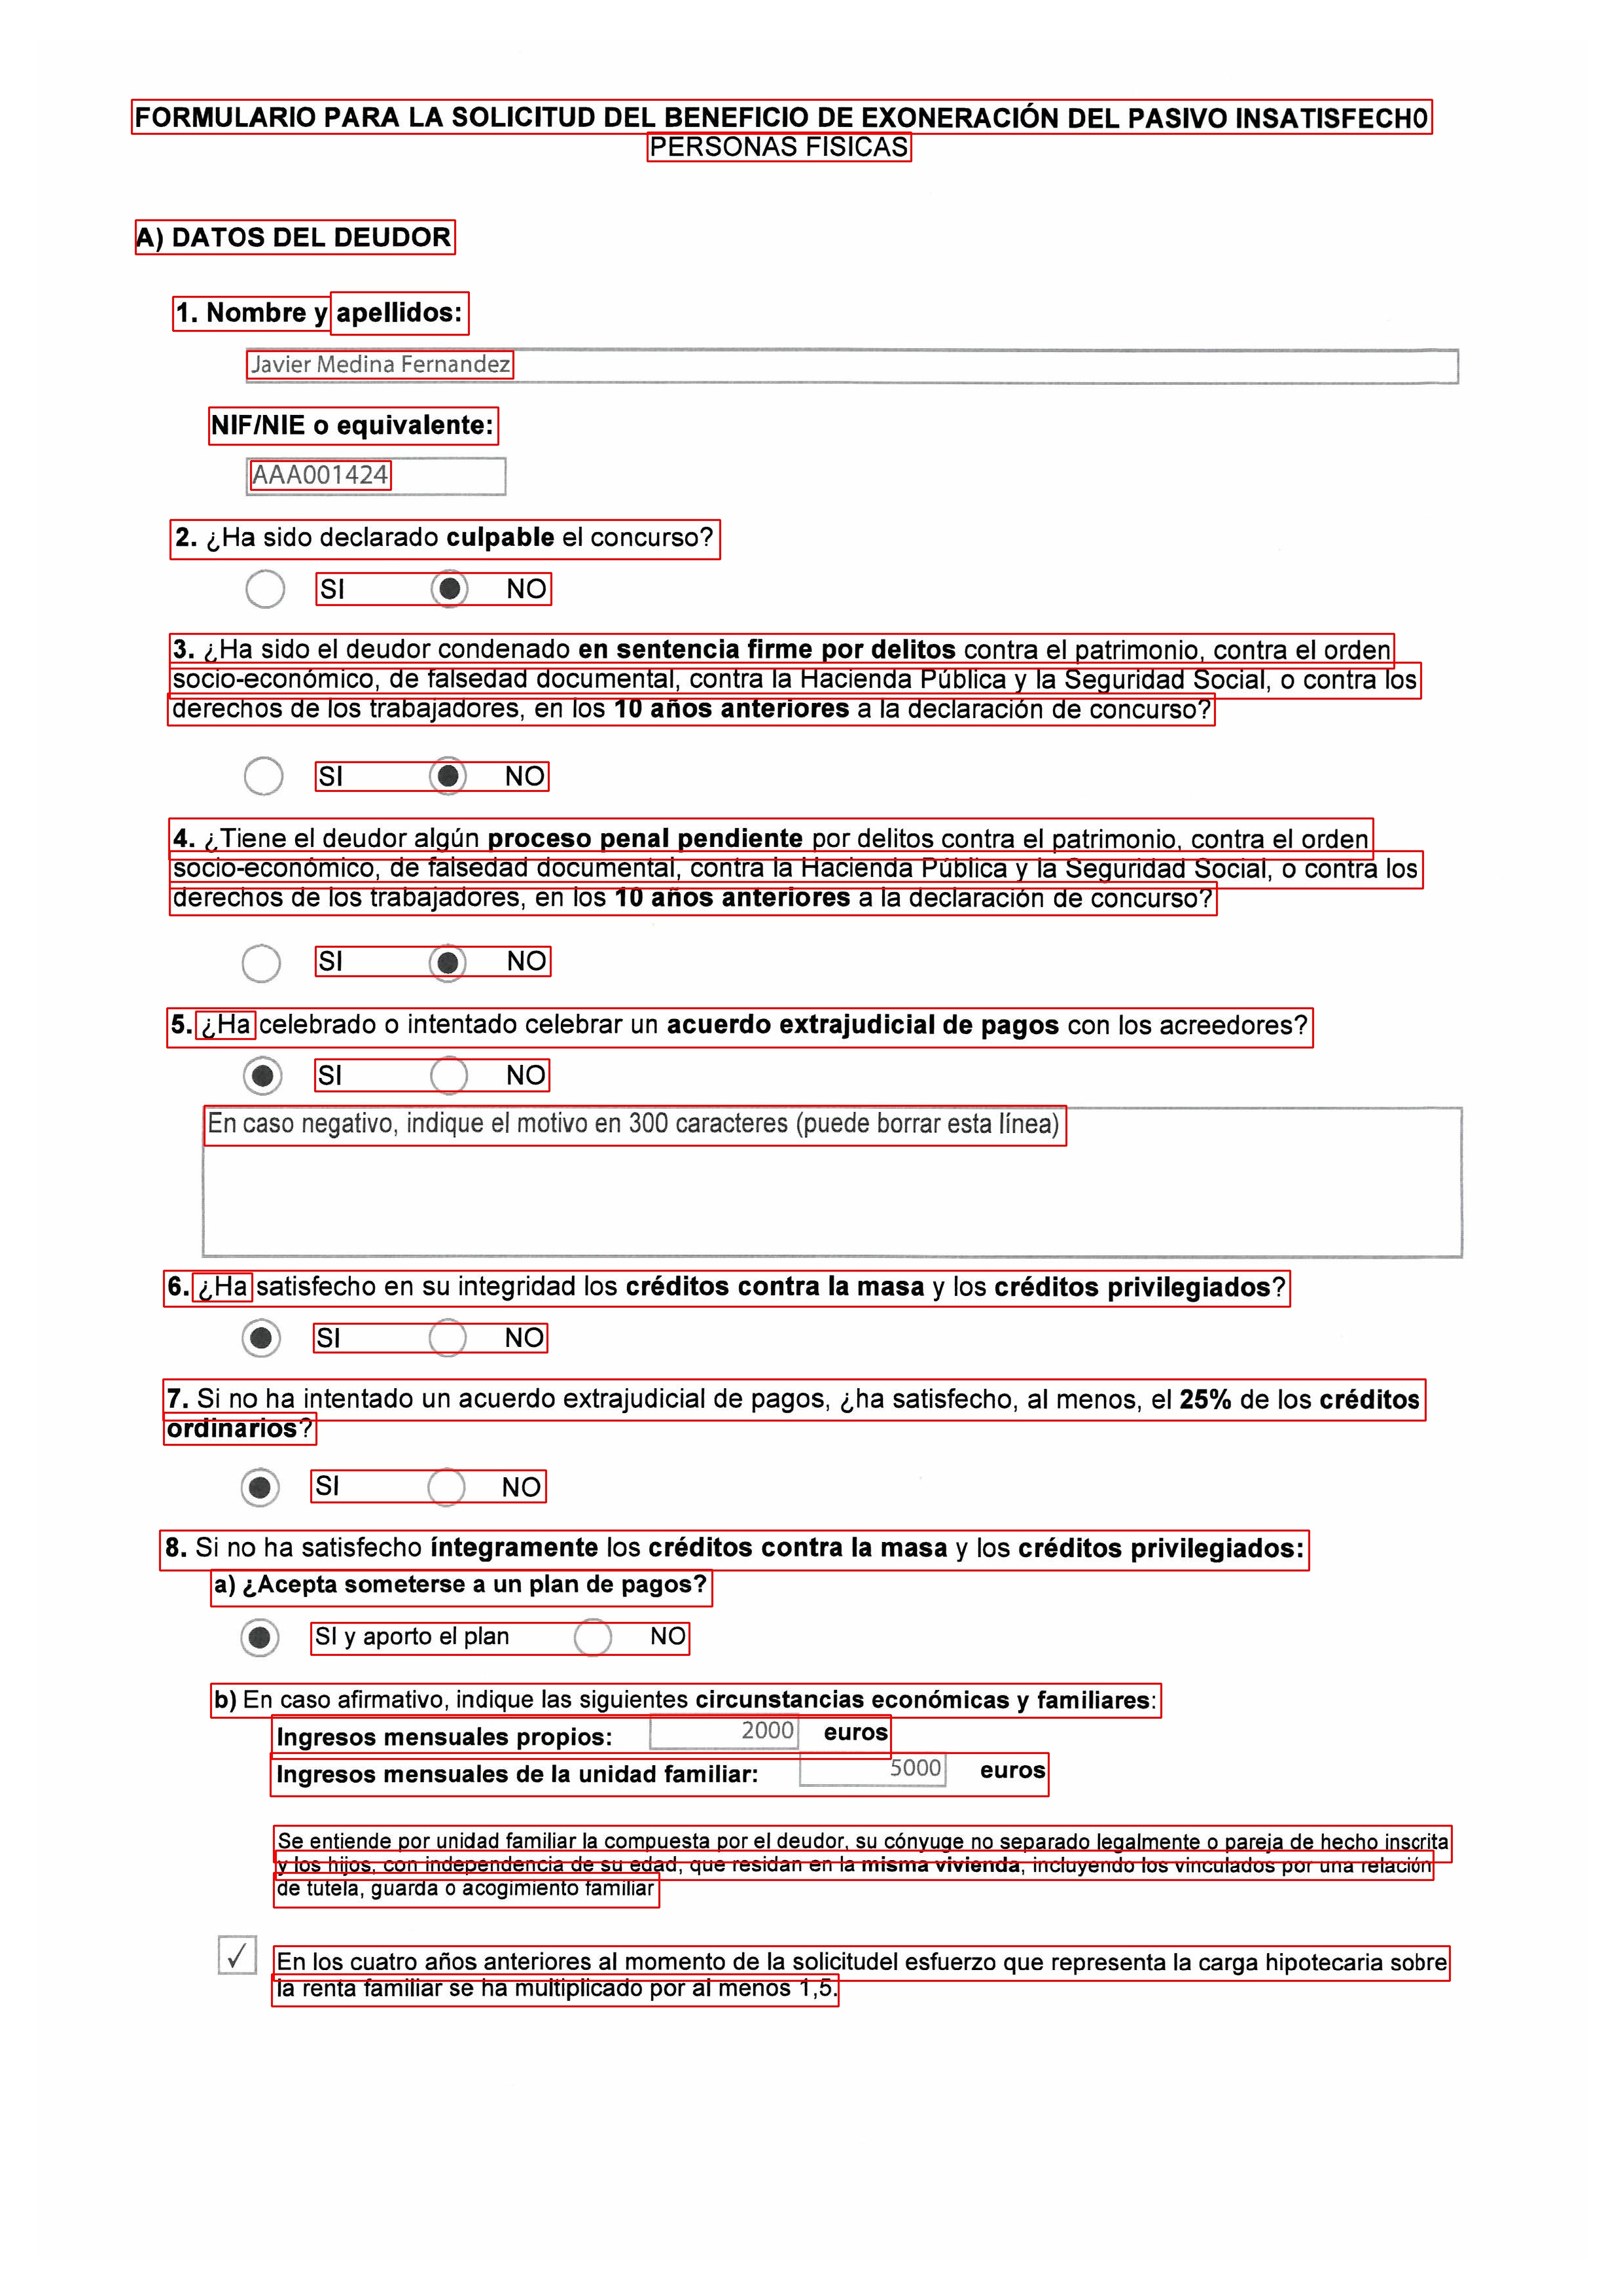 FORMULARIO PARA LA SOLICITUD DEL BENEFICIO DE EXONERACIÓN DEL PASIVO INSATISFECH0
PERSONAS FISICAS
A) DATOS DEL DEUDOR
1. Nombre y apellidos:
Javier Medina Fernandez
NIF/NIE o equivalente:
AAA001424
2. ¿Ha sido declarado culpable el concurso?
SI NO
3. ¿Ha sido el deudor condenado en sentencia firme por delitos contra el patrimonio, contra el orden
socio-económico, de falsedad documental, contra la Hacienda Pública y la Seguridad Social, o contra los
derechos de los trabajadores, en los 10 años anteriores a la declaración de concurso?
SI NO
4. ¿Tiene el deudor algún proceso penal pendiente por delitos contra el patrimonio, contra el orden
socio-económico, de falsedad documental, contra la Hacienda Pública y la Seguridad Social, o contra los
derechos de los trabajadores, en los 10 años anteriores a la declaración de concurso?
SI NO
5. ¿Ha celebrado o intentado celebrar un acuerdo extrajudicial de pagos con los acreedores?
SI NO
En caso negativo, indique el motivo en 300 caracteres (puede borrar esta línea)
6. ¿Ha satisfecho en su integridad los créditos contra la masa y los créditos privilegiados?
SI NO
7. Si no ha intentado un acuerdo extrajudicial de pagos, ¿ha satisfecho, al menos, el 25% de los créditos
ordinarios?
SI NO
8. Si no ha satisfecho íntegramente los créditos contra la masa y los créditos privilegiados:
a) ¿Acepta someterse a un plan de pagos?
SI y aporto el plan NO
b) En caso afirmativo, indique las siguientes circunstancias económicas y familiares:
Ingresos mensuales propios: 2000 euros
Ingresos mensuales de la unidad familiar: 5000 euros
Se entiende por unidad familiar la compuesta por el deudor, su cónyuge no separado legalmente o pareja de hecho inscrita
y los hijos, con independencia de su edad, que residan en la misma vivienda, incluyendo los vinculados por una relación
de tutela, guarda o acogimiento familiar
En los cuatro años anteriores al momento de la solicitudel esfuerzo que representa la carga hipotecaria sobre
la renta familiar se ha multiplicado por al menos 1,5.